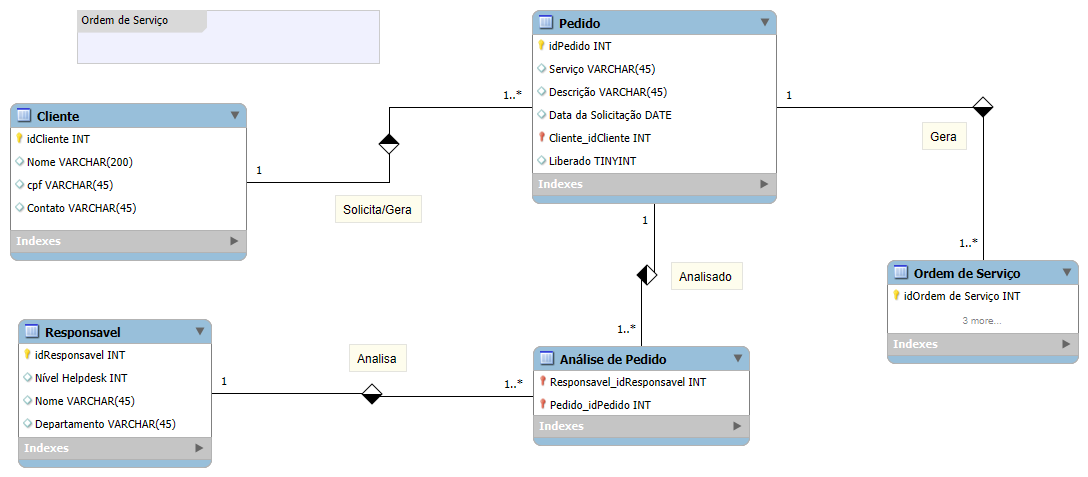 Ordem de Serviço
Pedido
idPedido INT
Serviço VARCHAR(45)
Descrição VARCHAR(45)
Data da Solicitação DATE
Cliente_idCliente INT
Liberado TINYINT
Indexes
1..*
1
Cliente
idCliente INT
Nome VARCHAR(200)
cpf VARCHAR(45)
Contato VARCHAR(45)
Indexes
1
Solicita/Gera
Gera
1..*
Ordem de Serviço
idOrdem de Serviço INT
3 more...
Indexes
1
Analisado
1..*
Responsavel
idResponsavel INT
Nível Helpdesk INT
Nome VARCHAR(45)
Departamento VARCHAR(45)
Indexes
1
Analisa
1..*
Análise de Pedido
Responsavel_idResponsavel INT
Pedido_idPedido INT
Indexes